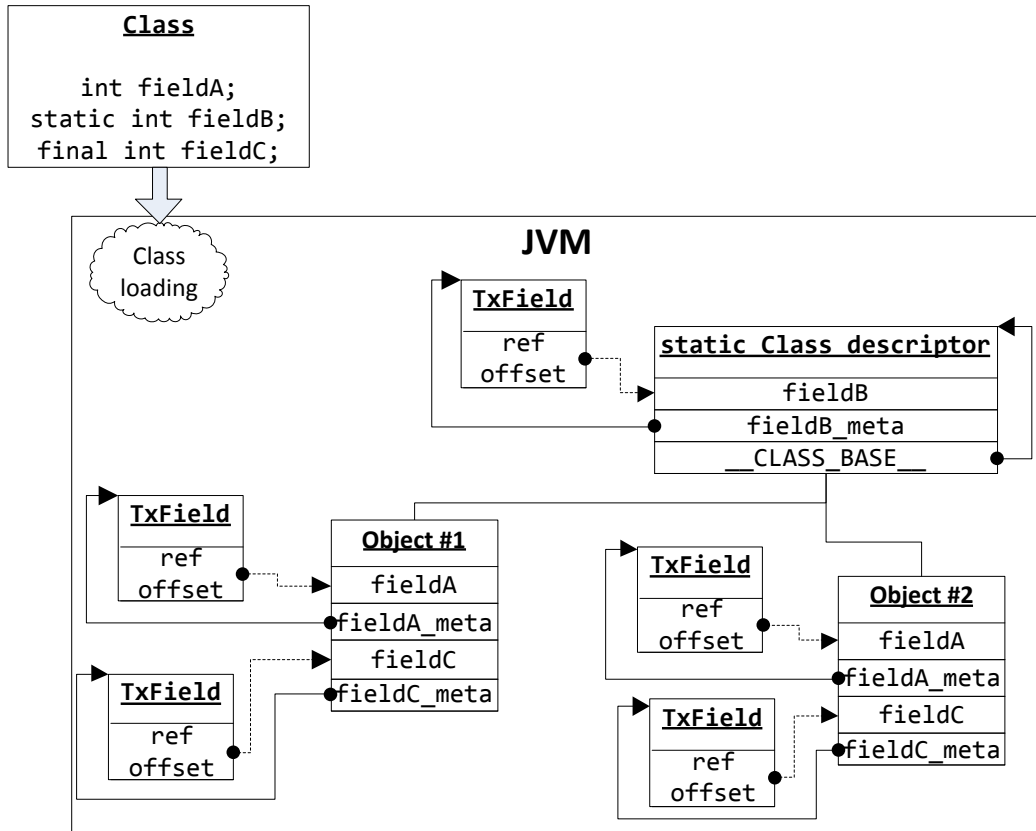 Class
int fieldA;
static int fieldB;
final int fieldC;
Class
loading
JVM
TxField
ref
offset
static Class descriptor
fieldB
fieldB_meta
__CLASS_BASE__
TxField
ref
offset
Object #1
fieldA
fieldA_meta
fieldC
fieldC_meta
TxField
ref
offset
TxField
ref
offset
Object #2
fieldA
fieldA_meta
fieldC
fieldC_meta
TxField
ref
offset